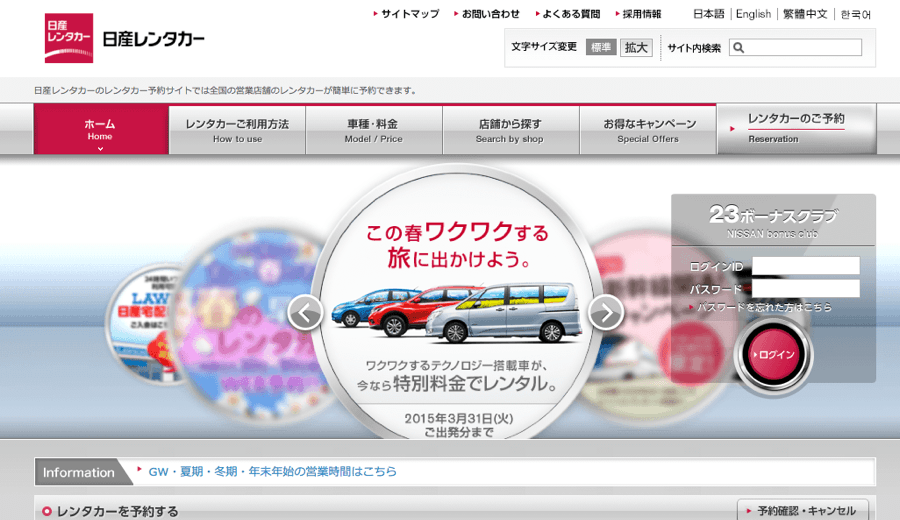 日産
レンタカー
日産レンタカー
サイトマップ
お問い合わせ
よくある質問
採用情報
日本語
English
繁體中文
한국어
文字サイズ変更
標準
拡大
サイト内検索
日産レンタカーのレンタカー予約サイトでは全国の営業店舗のレンタカーが簡単に予約できます。
ホーム
Home
レンタカーご利用方法
How to use
車種・料金
Model / Price
店舗から探す
Search by shop
お得なキャンペーン
Special Offers
レンタカーのご予約
Reservation
この春ワクワクする
旅に出かけよう。
ワクワクするテクノロジー搭載車が、
今なら特別料金でレンタル。
2015年3月31日(火)
ご出発分まで
LAW
日産宅配
のレンタカ
新幹線
キャンペーン
23ボーナスクラブ
NISSAN bonus club
ログインID
パスワード
パスワードを忘れた方はこちら
ログイン
Information
GW・夏期・冬期・年末年始の営業時間はこちら
レンタカーを予約する
予約確認・キャンセル